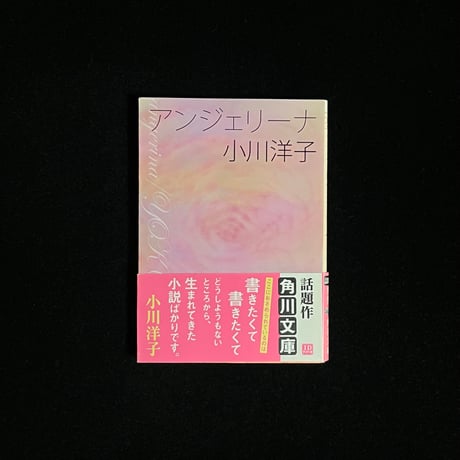 アンジェリーナ
小川洋子
話題作
角川文庫
書きたくて
書きたくて
どうしようもない
ところから、
生まれてきた
小説ばかりです。
小川洋子